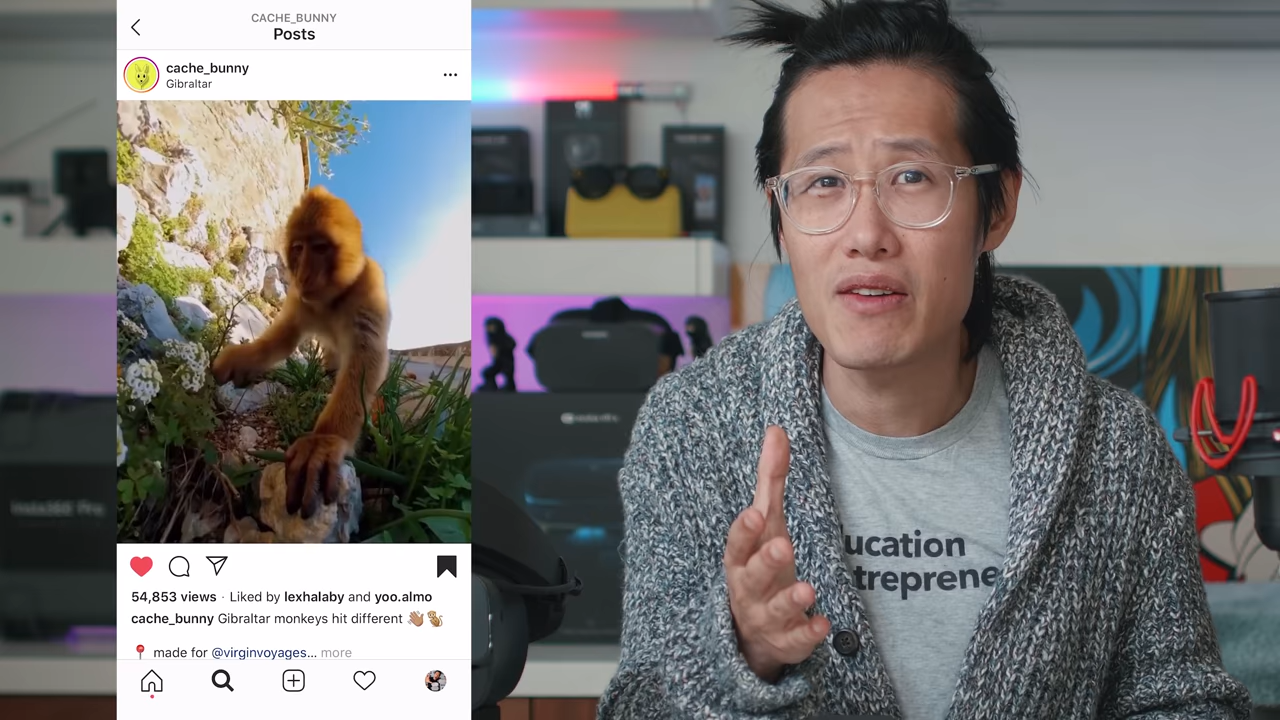 CACHE_BUNNY
Posts
cache_bunny
Gibraltar
54,853 views · Liked by lexhalaby and yoo.almo
cache_bunny Gibraltar monkeys hit different 👋🏽🐒
📍 made for @virginvoyages... more
ucation
treprene